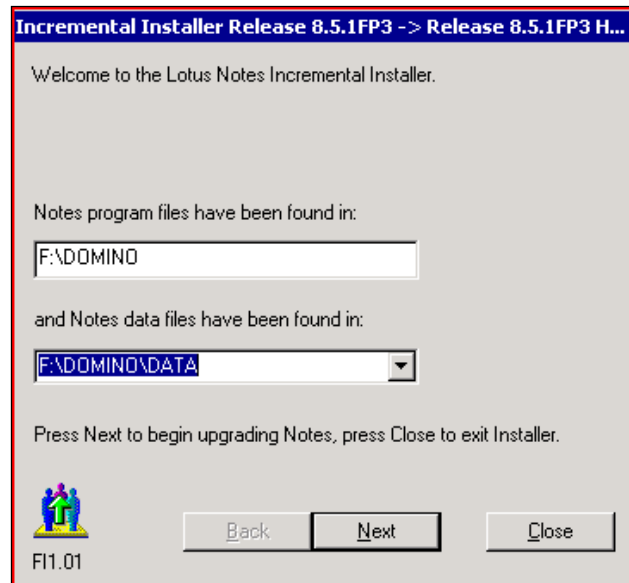 Incremental Installer Release 8.5.1FP3 -> Release 8.5.1FP3 H...
Welcome to the Lotus Notes Incremental Installer.
Notes program files have been found in:
F:\DOMINO
and Notes data files have been found in:
F:\DOMINO\DATA
Press Next to begin upgrading Notes, press Close to exit Installer.
Back Next Close
FI1.01